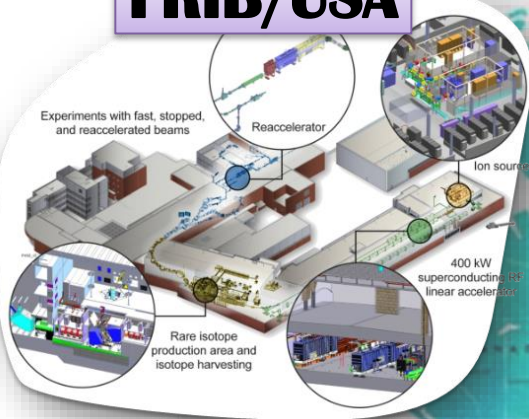 FRIB/USA
Experiments with fast, stopped,
and reaccelerated beams
Reaccelerator
Ion source
400 kW
superconducting RF
linear accelerator
Rare isotope
production area and
isotope harvesting